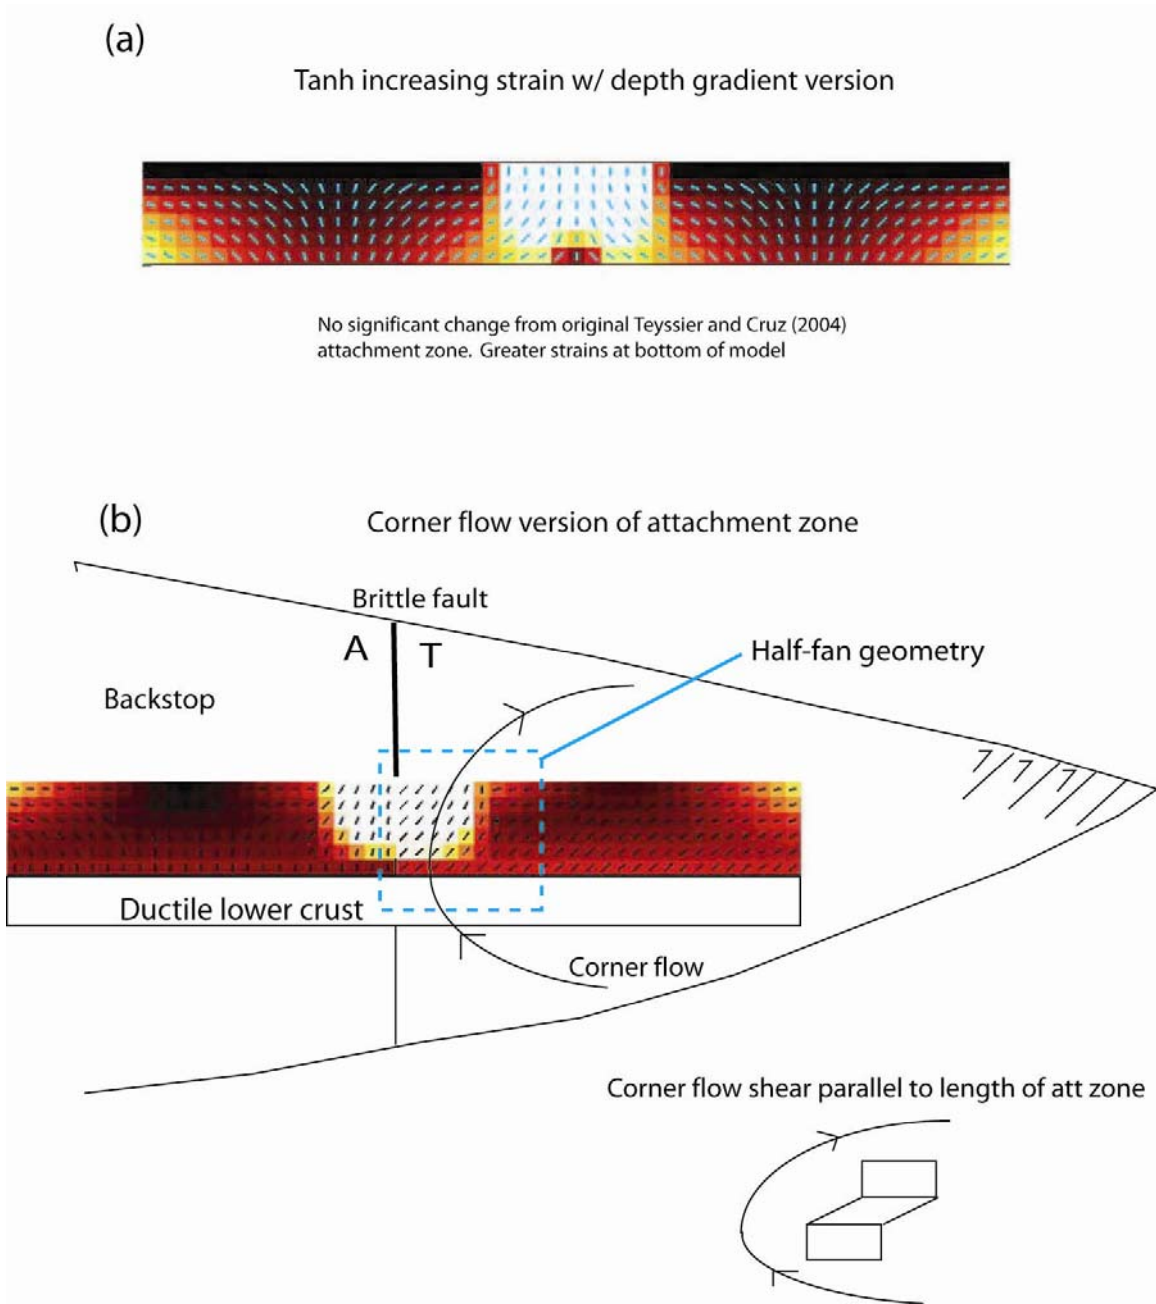 (a)
Tanh increasing strain w/ depth gradient version
No significant change from original Teyssier and Cruz (2004)
attachment zone. Greater strains at bottom of model
(b)
Corner flow version of attachment zone
Brittle fault
A
T
Half-fan geometry
Backstop
Ductile lower crust
Corner flow
Corner flow shear parallel to length of att zone